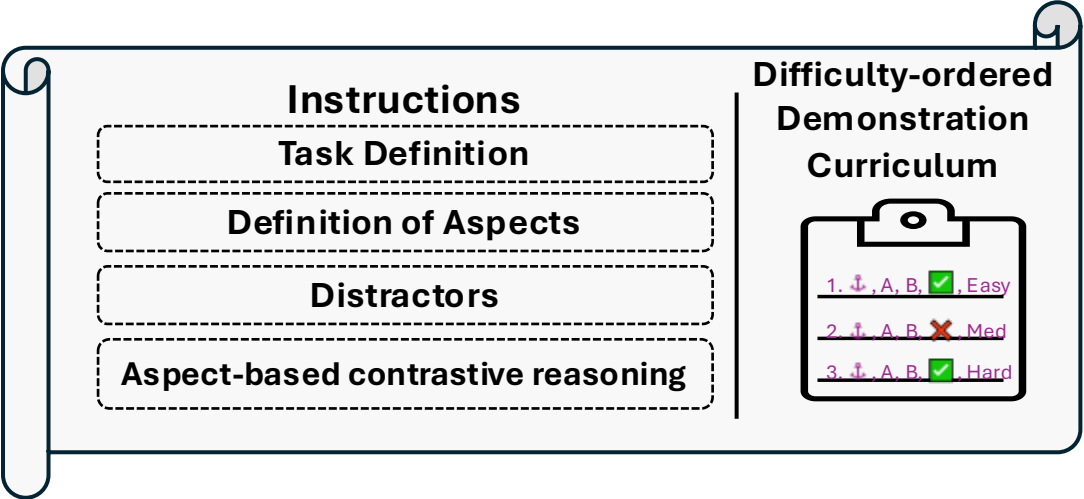 Instructions
Task Definition
Definition of Aspects
Distractors
Aspect-based contrastive reasoning
Difficulty-ordered
Demonstration
Curriculum
1. ⚓, A, B, ✅, Easy
2. ⚓, A, B, ❌, Med
3. ⚓, A, B, ✅, Hard